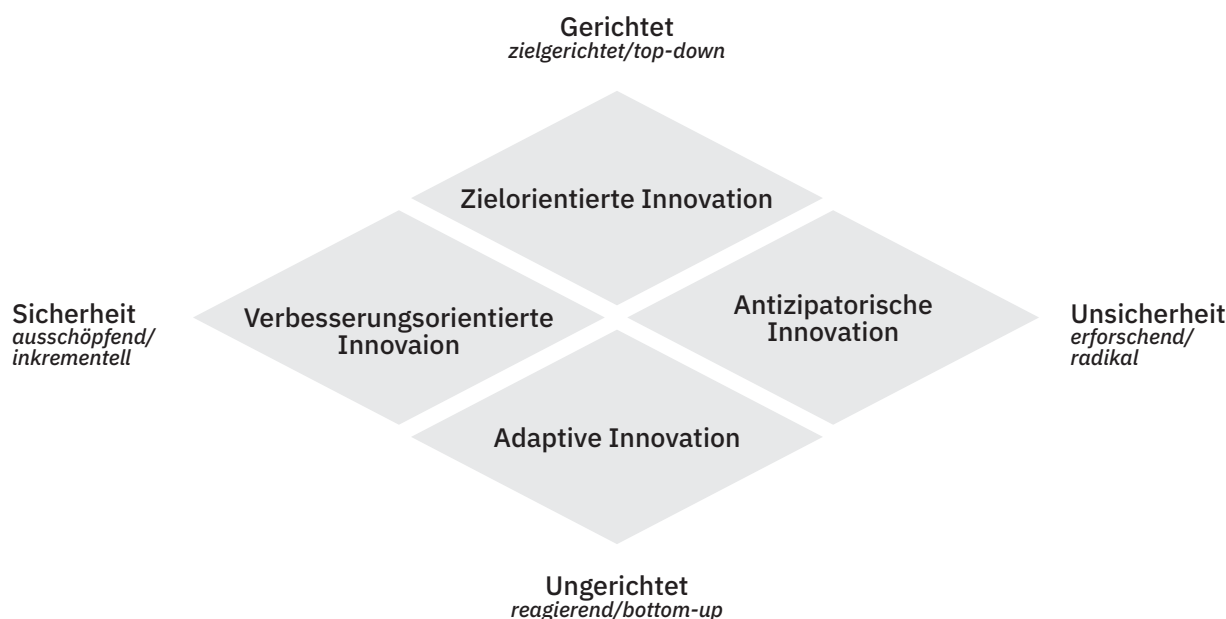 Gerichtet
zielgerichtet/top-down
Zielorientierte Innovation
Sicherheit
ausschöpfend/
inkrementell
Verbesserungsorientierte
Innovaion
Antizipatorische
Innovation
Unsicherheit
erforschend/
radikal
Adaptive Innovation
Ungerichtet
reagierend/bottom-up